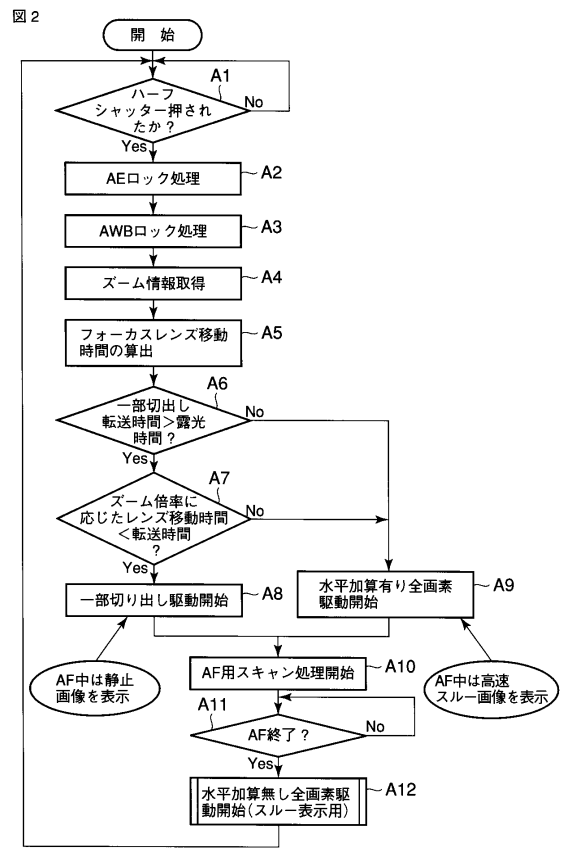 図2
開 始
A1
ハーフ
シャッター押され
たか?
No
Yes
AEロック処理
A2
AWBロック処理
A3
ズーム情報取得
A4
フォーカスレンズ移動
時間の算出
A5
A6
一部切出し
転送時間>露光
時間?
No
Yes
A7
ズーム倍率に
応じたレンズ移動時間
<転送時間
?
No
Yes
一部切り出し駆動開始
A8
水平加算有り全画素
駆動開始
A9
AF中は静止
画像を表示
AF用スキャン処理開始
A10
AF中は高速
スルー画像を表示
A11
AF終了?
No
Yes
水平加算無し全画素駆
動開始(スルー表示用)
A12